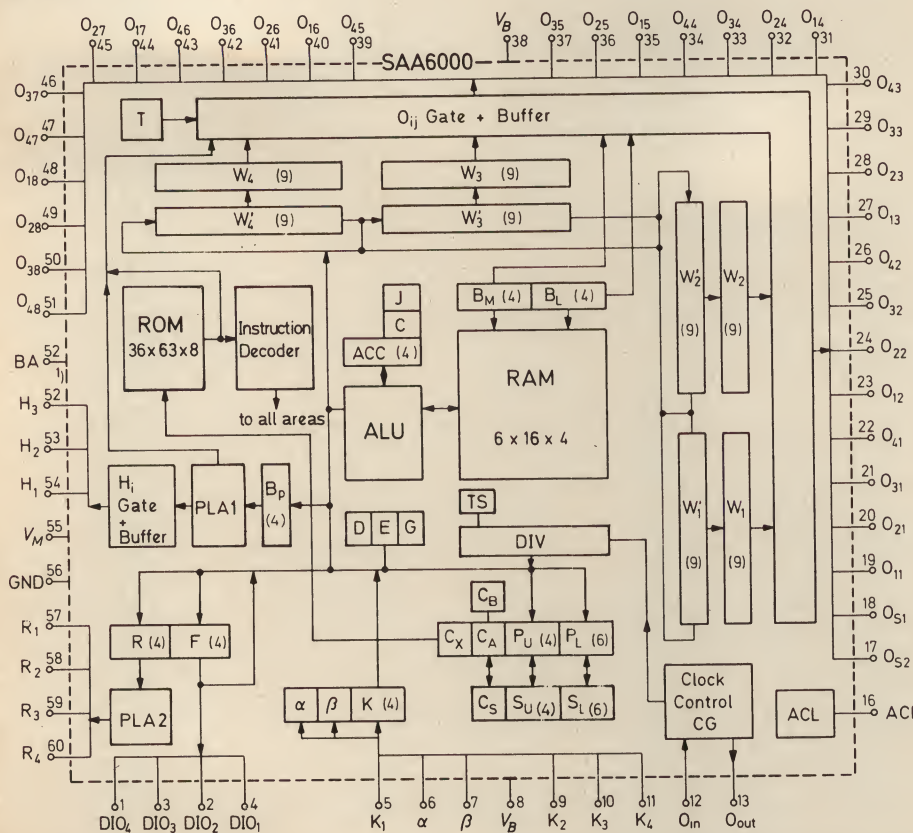 O27 O17 O46 O36 O26 O16 O45 VB O35 O25 O15 O44 O34 O24 O14
45 44 43 42 41 40 39 38 37 36 35 34 33 32 31
SAA6000
O37 46
O47 47
O18 48
O28 49
O38 50
O48 51
BA 52
1)
H3 52
H2 53
H1 54
VM 55
GND 56
R1 57
R2 58
R3 59
R4 60
T
Oij Gate + Buffer
W4 (9)
W3 (9)
W'4 (9)
W'3 (9)
W'2 (9)
W2 (9)
W'1 (9)
W1 (9)
ROM
36x63x8
Instruction
Decoder
to all areas
J
C
ACC (4)
ALU
BM (4) BL (4)
RAM
6 x 16 x 4
Hi
Gate
+
Buffer
PLA1
BP
(4)
D E G
TS
DIV
CB
CX CA PU (4) PL (6)
CS SU (4) SL (6)
R (4) F (4)
PLA2
α β K (4)
Clock
Control
CG
ACL
30 O43
29 O33
28 O23
27 O13
26 O42
25 O32
24 O22
23 O12
22 O41
21 O31
20 O21
19 O11
18 OS1
17 OS2
16 ACL
1 3 2 4 5 6 7 8 9 10 11 12 13
DIO4 DIO3 DIO2 DIO1 K1 α β VB K2 K3 K4 Oin Oout